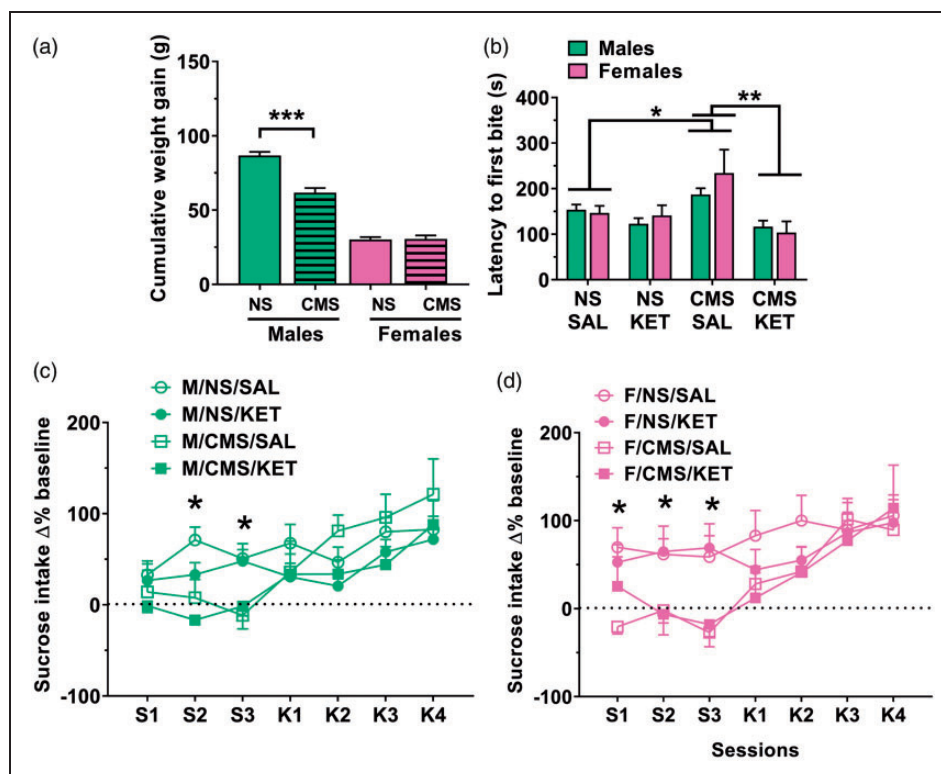 (a)
Cumulative weight gain (g)
150
100
50
0
***
NS CMS NS CMS
Males Females
(b)
Males
Females
Latency to first bite (s)
400
300
200
100
0
* **
NS NS CMS CMS
SAL KET SAL KET
(c)
M/NS/SAL
M/NS/KET
M/CMS/SAL
M/CMS/KET
Sucrose intake Δ% baseline
200
100
0
-100
* *
S1 S2 S3 K1 K2 K3 K4
(d)
F/NS/SAL
F/NS/KET
F/CMS/SAL
F/CMS/KET
Sucrose intake Δ% baseline
200
100
0
-100
* * *
S1 S2 S3 K1 K2 K3 K4
Sessions